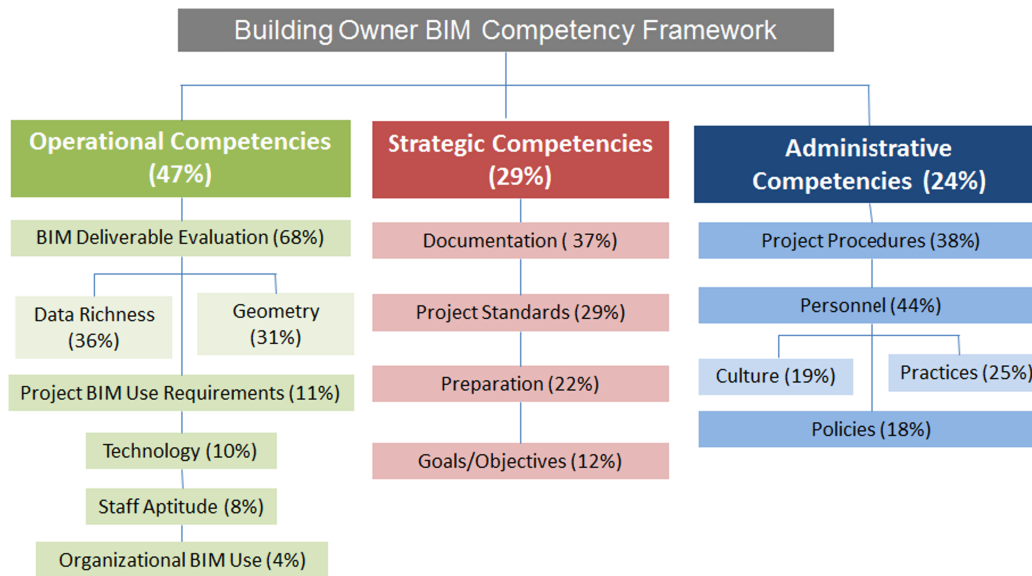 Building Owner BIM Competency Framework
Operational Competencies
(47%)
BIM Deliverable Evaluation (68%)
Data Richness
(36%)
Geometry
(31%)
Project BIM Use Requirements (11%)
Technology (10%)
Staff Aptitude (8%)
Organizational BIM Use (4%)
Strategic Competencies
(29%)
Documentation ( 37%)
Project Standards (29%)
Preparation (22%)
Goals/Objectives (12%)
Administrative
Competencies (24%)
Project Procedures (38%)
Personnel (44%)
Culture (19%)
Practices (25%)
Policies (18%)